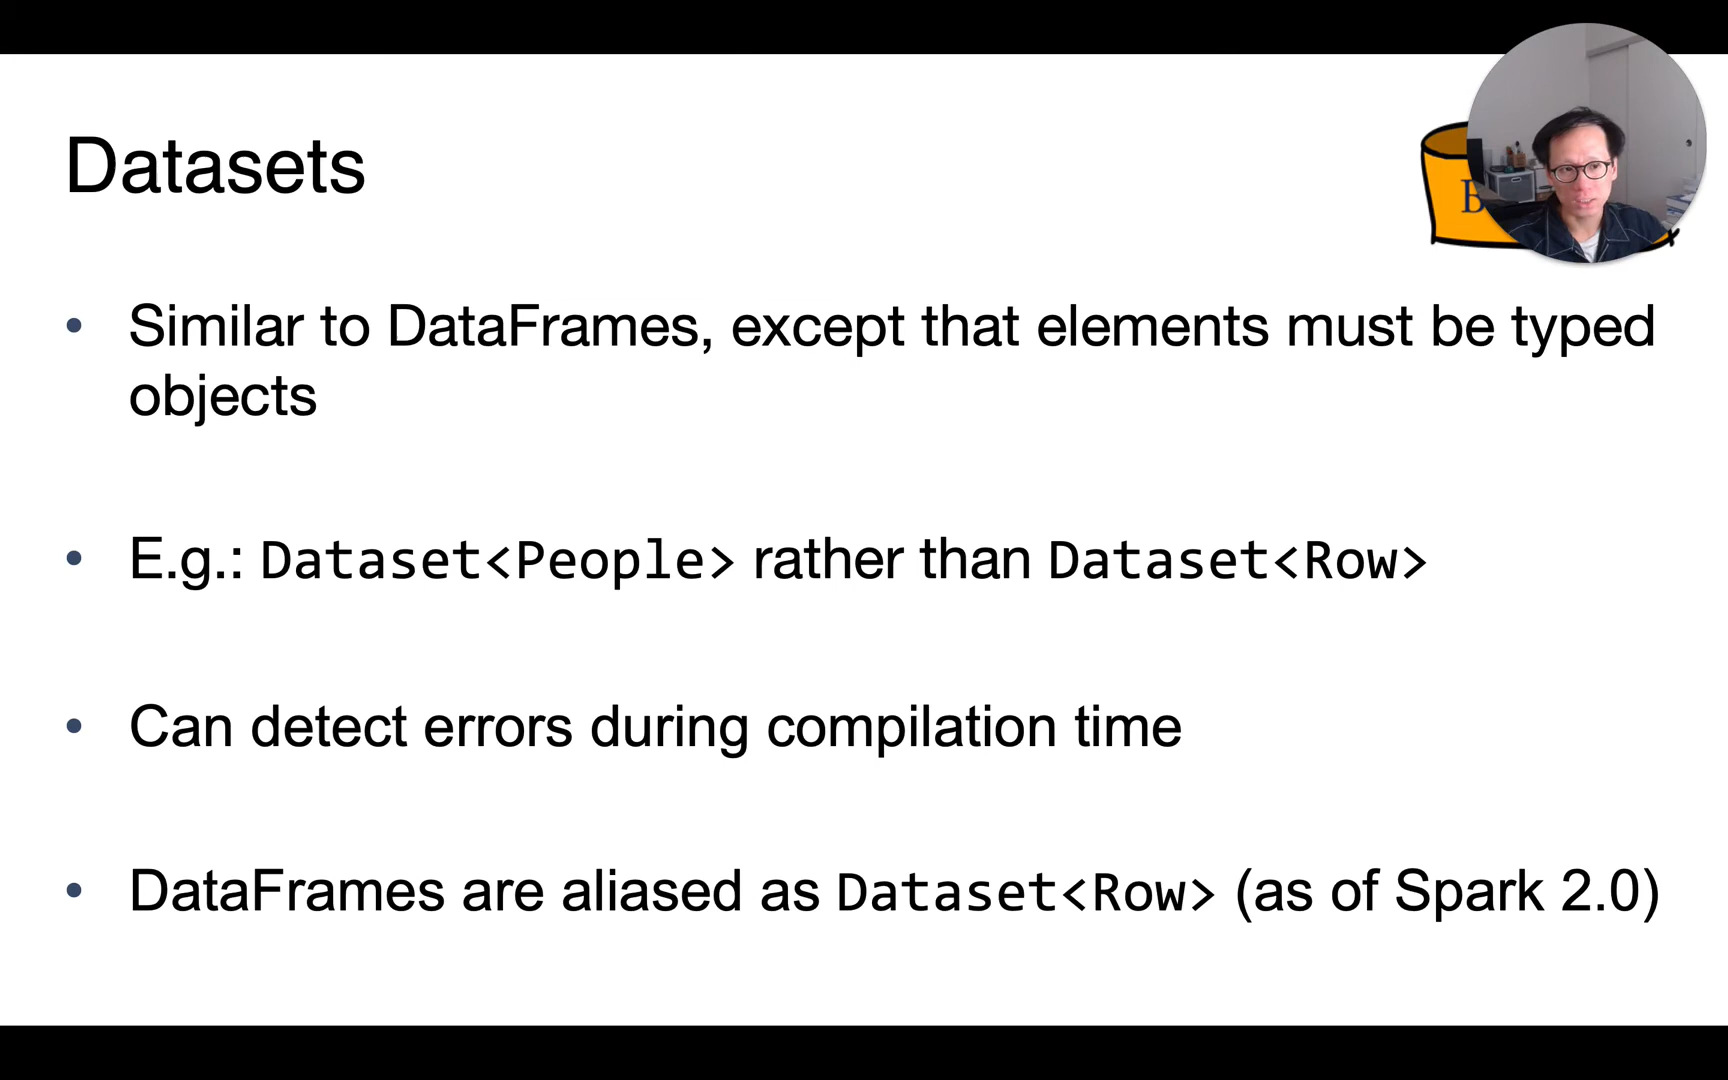 Datasets
• Similar to DataFrames, except that elements must be typed
objects
• E.g.: Dataset<People> rather than Dataset<Row>
• Can detect errors during compilation time
• DataFrames are aliased as Dataset<Row> (as of Spark 2.0)